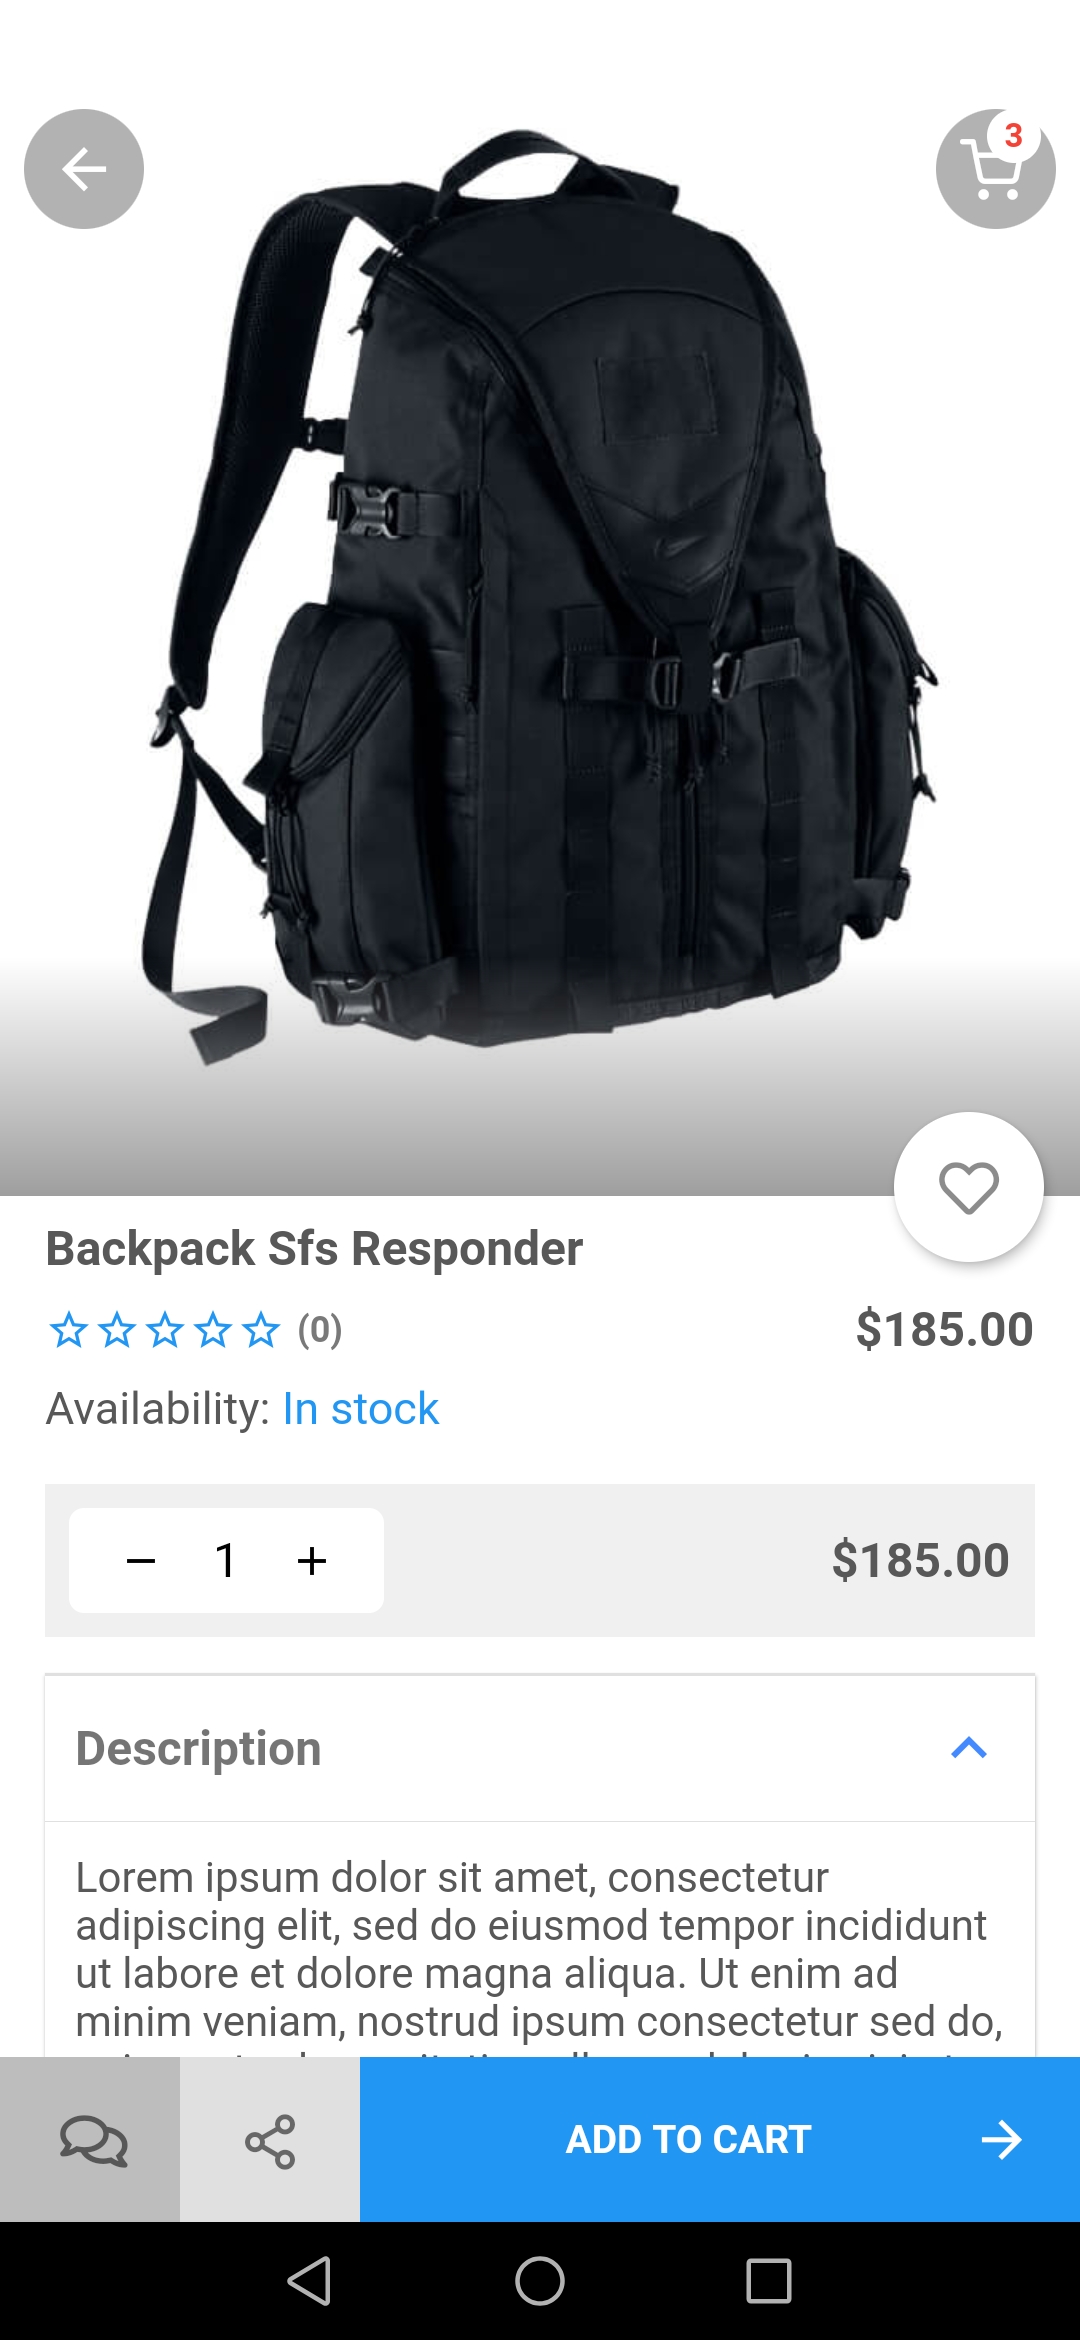 3
Backpack Sfs Responder
(0)
$185.00
Availability: In stock
1
$185.00
Description
Lorem ipsum dolor sit amet, consectetur
adipiscing elit, sed do eiusmod tempor incididunt
ut labore et dolore magna aliqua. Ut enim ad
minim veniam, nostrud ipsum consectetur sed do,
ADD TO CART